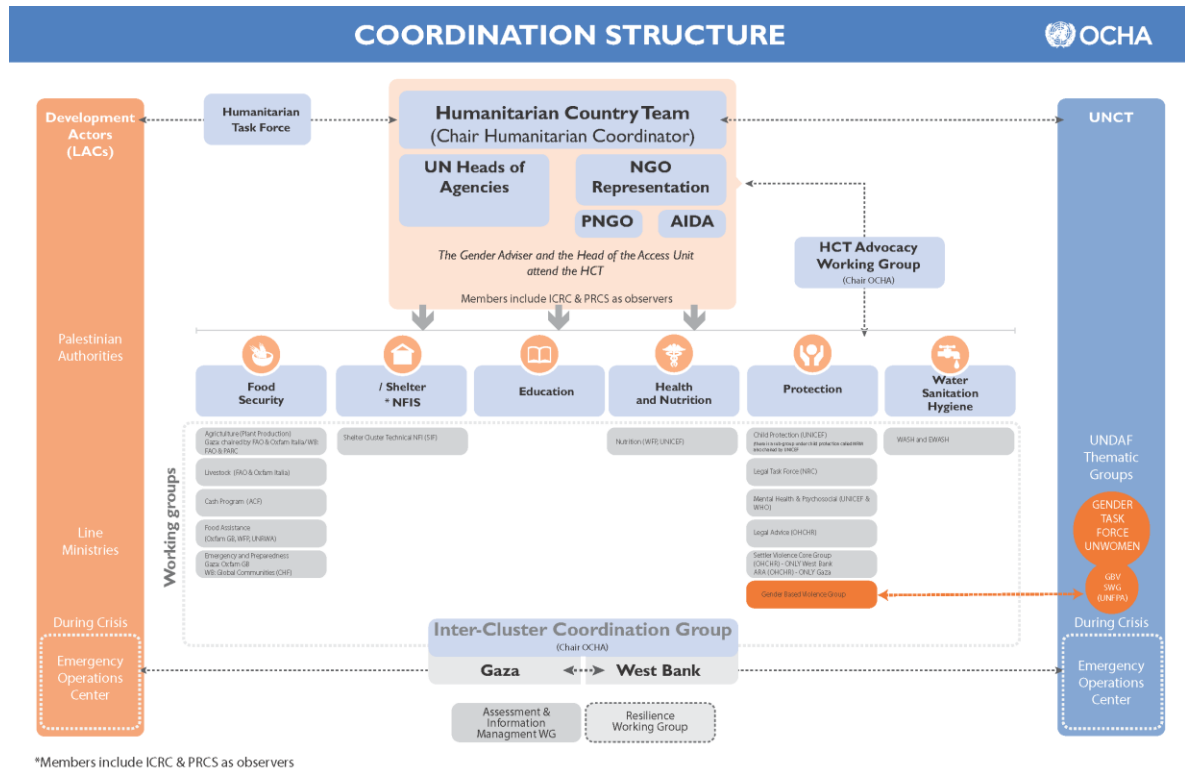 COORDINATION STRUCTURE
OCHA
Development
Actors
(LACs)
Humanitarian
Task Force
Humanitarian Country Team
(Chair Humanitarian Coordinator)
UN Heads of
Agencies
NGO
Representation
PNGO
AIDA
The Gender Adviser and the Head of the Access Unit
attend the HCT
Members include ICRC & PRCS as observers
UNCT
HCT Advocacy
Working Group
(Chair OCHA)
Palestinian
Authorities
Food
Security
/ Shelter
* NFIS
Education
Health
and Nutrition
Protection
Water
Sanitation
Hygiene
Working groups
Agriclture (Plant Production)
Gaza: chaired by FAO & Oxfam Italia/ WB:
FAO & PARC
Livestock (FAO & Oxfam Italia)
Cash Program (ACF)
Food Assistance
(Oxfam GB, WFP, UNRWA)
Emergency and Preparedness
Gaza: Oxfam GB
WB: Global Communities (CHF)
Shelter Cluster Technical NFI (SIF)
Nutrition (WFP, UNICEF)
Child Protection (UNICEF)
Legal Task Force (NRC)
Mental Health & Psychosocial (UNICEF &
WHO)
Legal Advice (OHCHR)
Settler Violence Core Group
(OHCHR) - ONLY West Bank
ARA (OHCHR) - ONLY Gaza
Gender Based Violence Group
WASH and EWASH
UNDAF
Thematic
Groups
GENDER
TASK
FORCE
UNWOMEN
GBV
SWG
(UNFPA)
Line
Ministries
During Crisis
Emergency
Operations
Center
Inter-Cluster Coordination Group
(Chair OCHA)
Gaza
West Bank
Assessment &
Information
Managment WG
Resilience
Working Group
During Crisis
Emergency
Operations
Center
*Members include ICRC & PRCS as observers